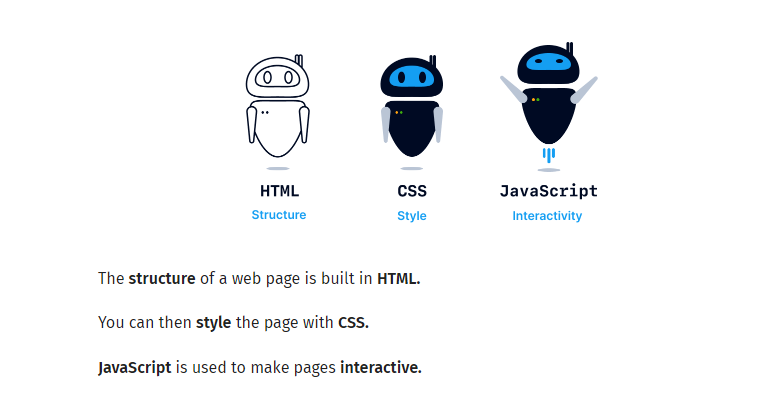 HTML CSS JavaScript
Structure Style Interactivity
The structure of a web page is built in HTML.
You can then style the page with CSS.
JavaScript is used to make pages interactive.